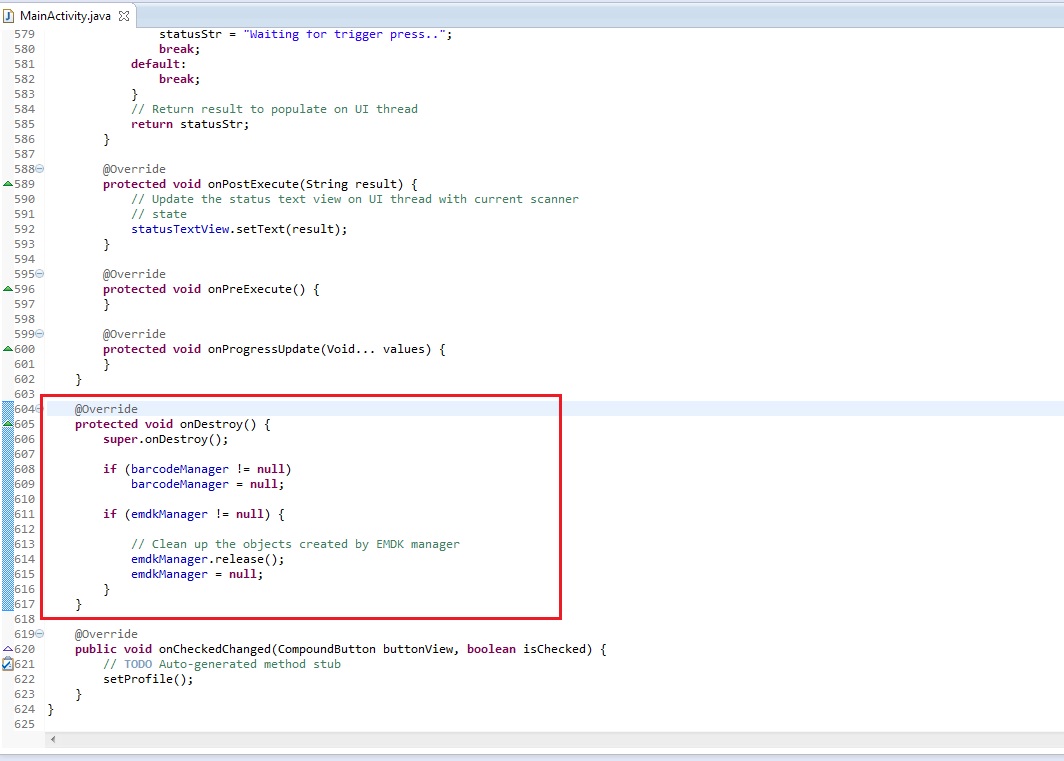 MainActivity.java
579                 statusStr = "Waiting for trigger press..";
580                 break;
581             default:
582                 break;
583             }
584             // Return result to populate on UI thread
585             return statusStr;
586         }
587
588         @Override
589         protected void onPostExecute(String result) {
590             // Update the status text view on UI thread with current scanner
591             // state
592             statusTextView.setText(result);
593         }
594
595         @Override
596         protected void onPreExecute() {
597         }
598
599         @Override
600         protected void onProgressUpdate(Void... values) {
601         }
602     }
603
604     @Override
605     protected void onDestroy() {
606         super.onDestroy();
607
608         if (barcodeManager != null)
609             barcodeManager = null;
610
611         if (emdkManager != null) {
612
613             // Clean up the objects created by EMDK manager
614             emdkManager.release();
615             emdkManager = null;
616         }
617     }
618
619     @Override
620     public void onCheckedChanged(CompoundButton buttonView, boolean isChecked) {
621         // TODO Auto-generated method stub
622         setProfile();
623     }
624 }
625